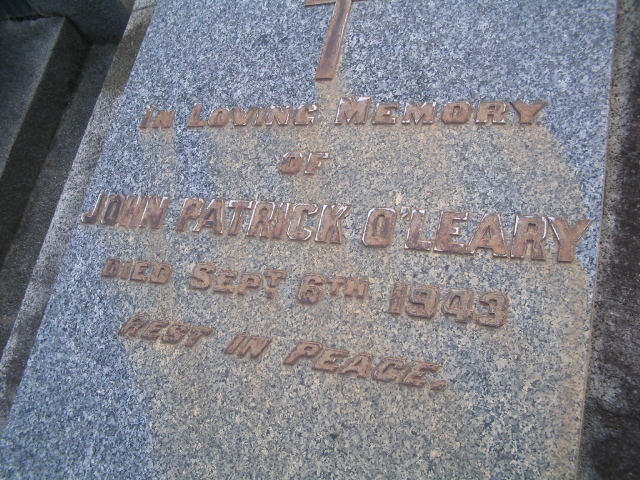 In Loving Memory
OF
JOHN PATRICK O'LEARY
DIED SEPT 6TH 1943
REST IN PEACE.